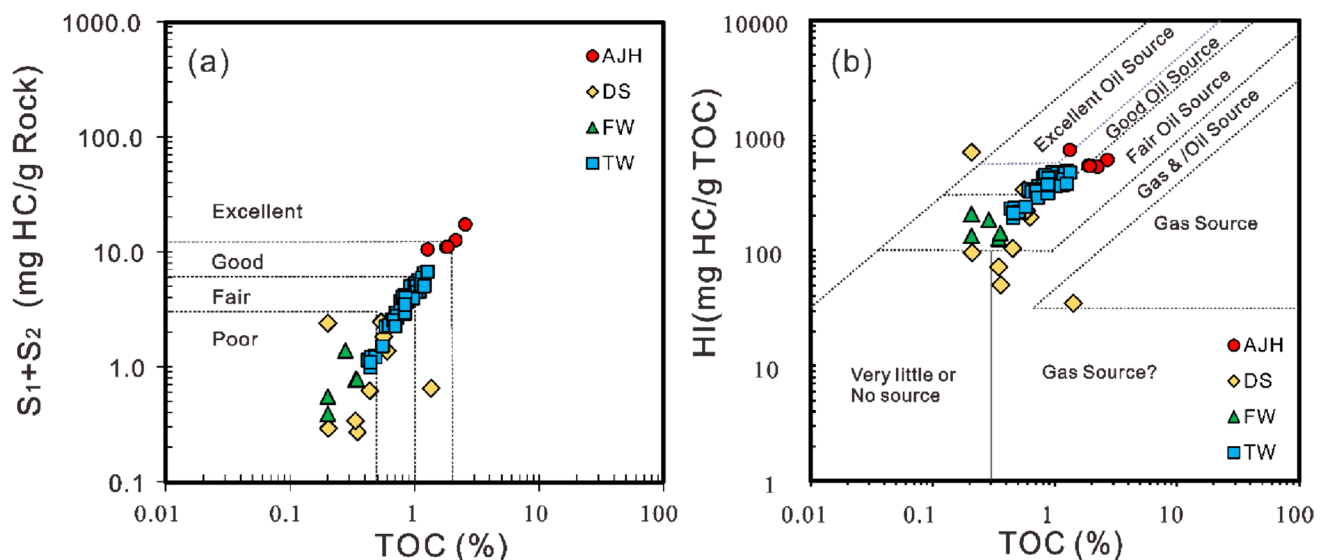 (a)
S1+S2 (mg HC/g Rock)
1000.0
100.0
10.0
1.0
0.1
Excellent
Good
Fair
Poor
AJH
DS
FW
TW
0.01
0.1
1
10
100
TOC (%)
(b)
HI(mg HC/g TOC)
10000
1000
100
10
1
Excellent Oil Source
Good Oil Source
Fair Oil Source
Gas & /Oil Source
Gas Source
Very little or
No source
Gas Source?
AJH
DS
FW
TW
0.01
0.1
1
10
100
TOC (%)